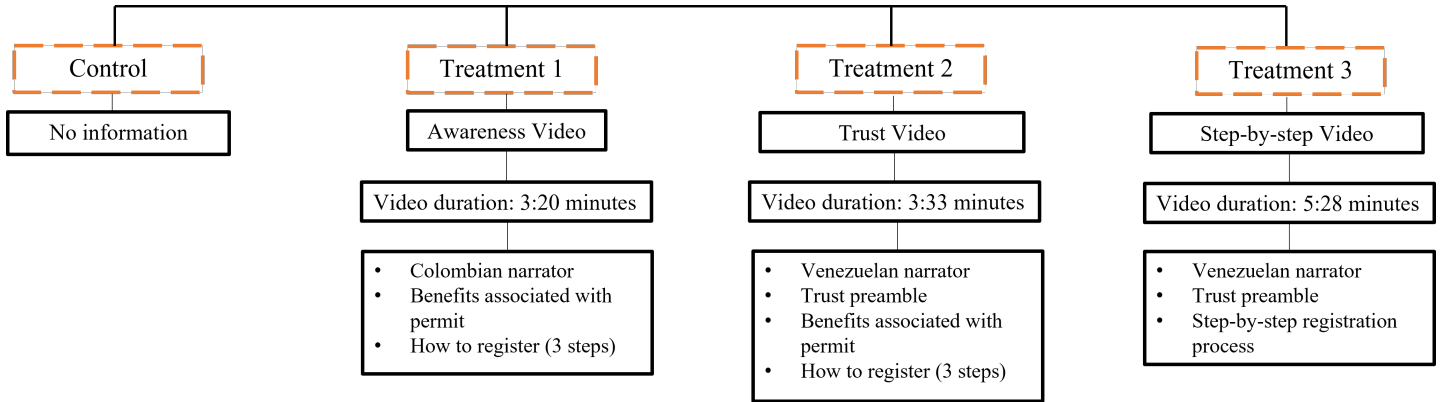 Control
No information
Treatment 1
Awareness Video
Video duration: 3:20 minutes
• Colombian narrator
• Benefits associated with
permit
• How to register (3 steps)
Treatment 2
Trust Video
Video duration: 3:33 minutes
• Venezuelan narrator
• Trust preamble
• Benefits associated with
permit
• How to register (3 steps)
Treatment 3
Step-by-step Video
Video duration: 5:28 minutes
• Venezuelan narrator
• Trust preamble
• Step-by-step registration
process